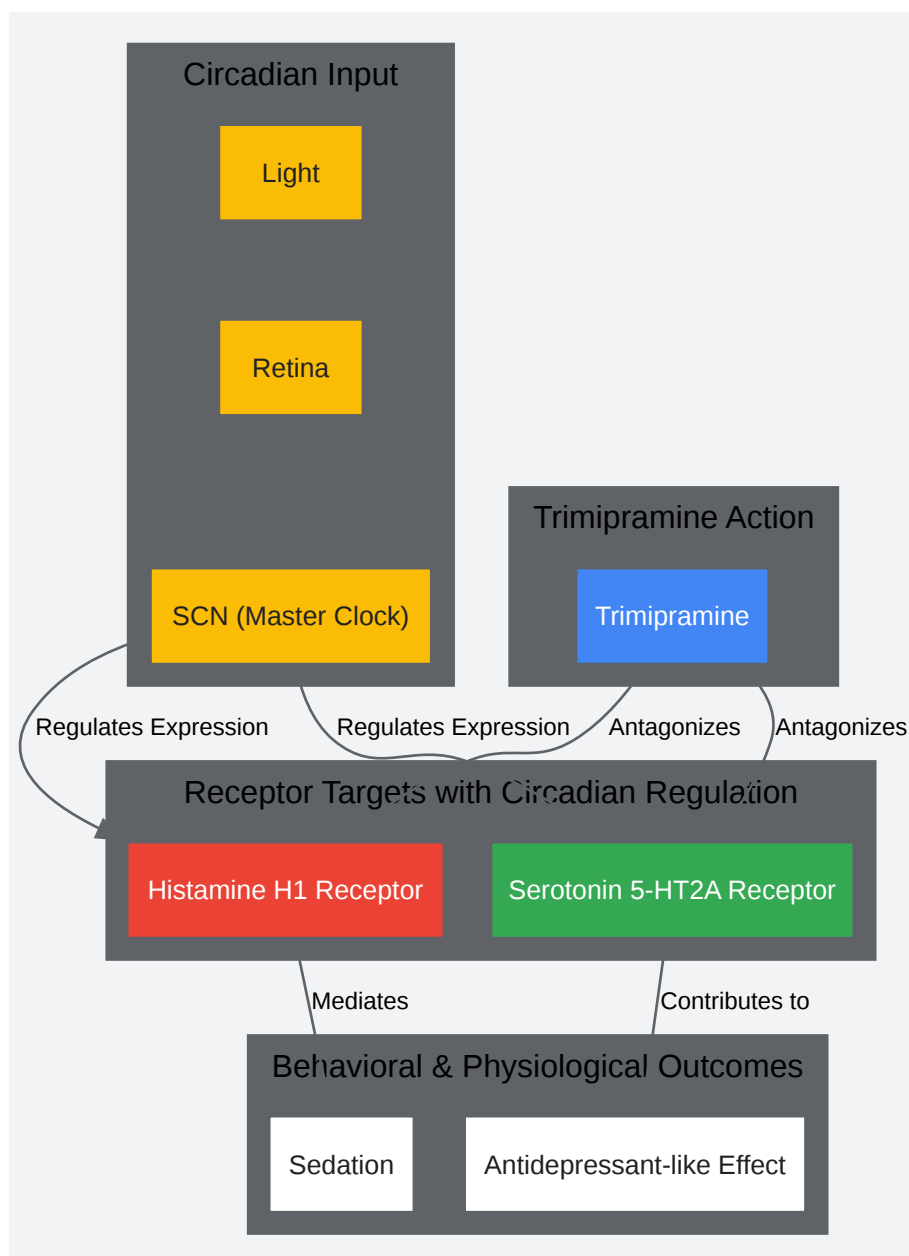 Circadian Input
Light
Retina
Trimipramine Action
SCN (Master Clock)
Trimipramine
Regulates Expression
Regulates Expression
Antagonizes
Antagonizes
Receptor Targets with Circadian Regulation
Histamine H1 Receptor
Serotonin 5-HT2A Receptor
Mediates
Contributes to
Behavioral & Physiological Outcomes
Sedation
Antidepressant-like Effect